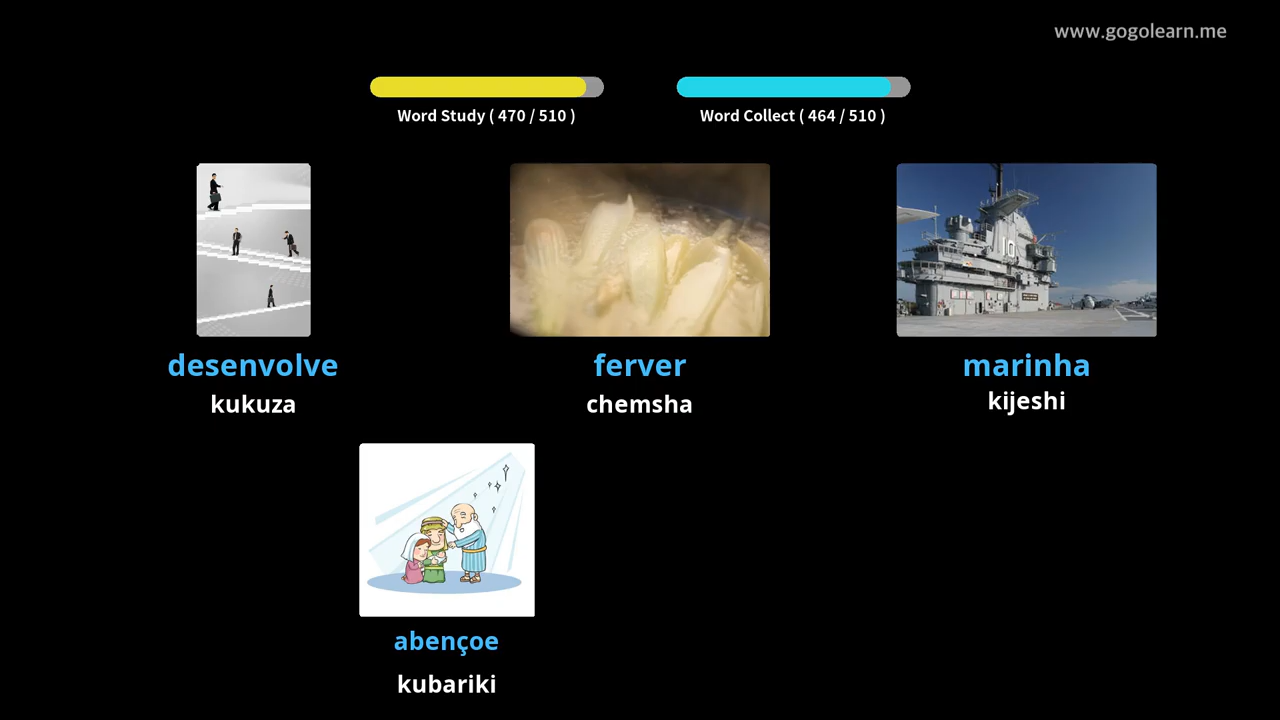 www.gogolearn.me
Word Study ( 470 / 510 )
Word Collect ( 464 / 510 )
10
desenvolve
kukuza
ferver
chemsha
marinha
kijeshi
abençoe
kubariki